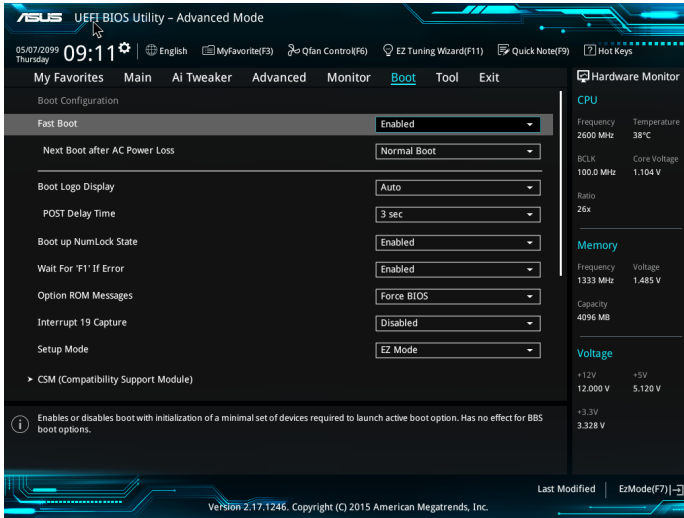 ASUS UEFI BIOS Utility – Advanced Mode
05/07/2099 Thursday 09:11 English MyFavorite(F3) Qfan Control(F6) EZ Tuning Wizard(F11) Quick Note(F9) ? Hot Keys
My Favorites Main Ai Tweaker Advanced Monitor Boot Tool Exit
Boot Configuration
Fast Boot Enabled
Next Boot after AC Power Loss Normal Boot
Boot Logo Display Auto
POST Delay Time 3 sec
Boot up NumLock State Enabled
Wait For 'F1' If Error Enabled
Option ROM Messages Force BIOS
Interrupt 19 Capture Disabled
Setup Mode EZ Mode
CSM (Compatibility Support Module)
Enables or disables boot with initialization of a minimal set of devices required to launch active boot option. Has no effect for BBS
boot options.
Hardware Monitor
CPU
Frequency Temperature
2600 MHz 38°C
BCLK Core Voltage
100.0 MHz 1.104 V
Ratio
26x
Memory
Frequency Voltage
1333 MHz 1.485 V
Capacity
4096 MB
Voltage
+12V +5V
12.000 V 5.120 V
+3.3V
3.328 V
Last Modified EzMode(F7)
Version 2.17.1246. Copyright (C) 2015 American Megatrends, Inc.